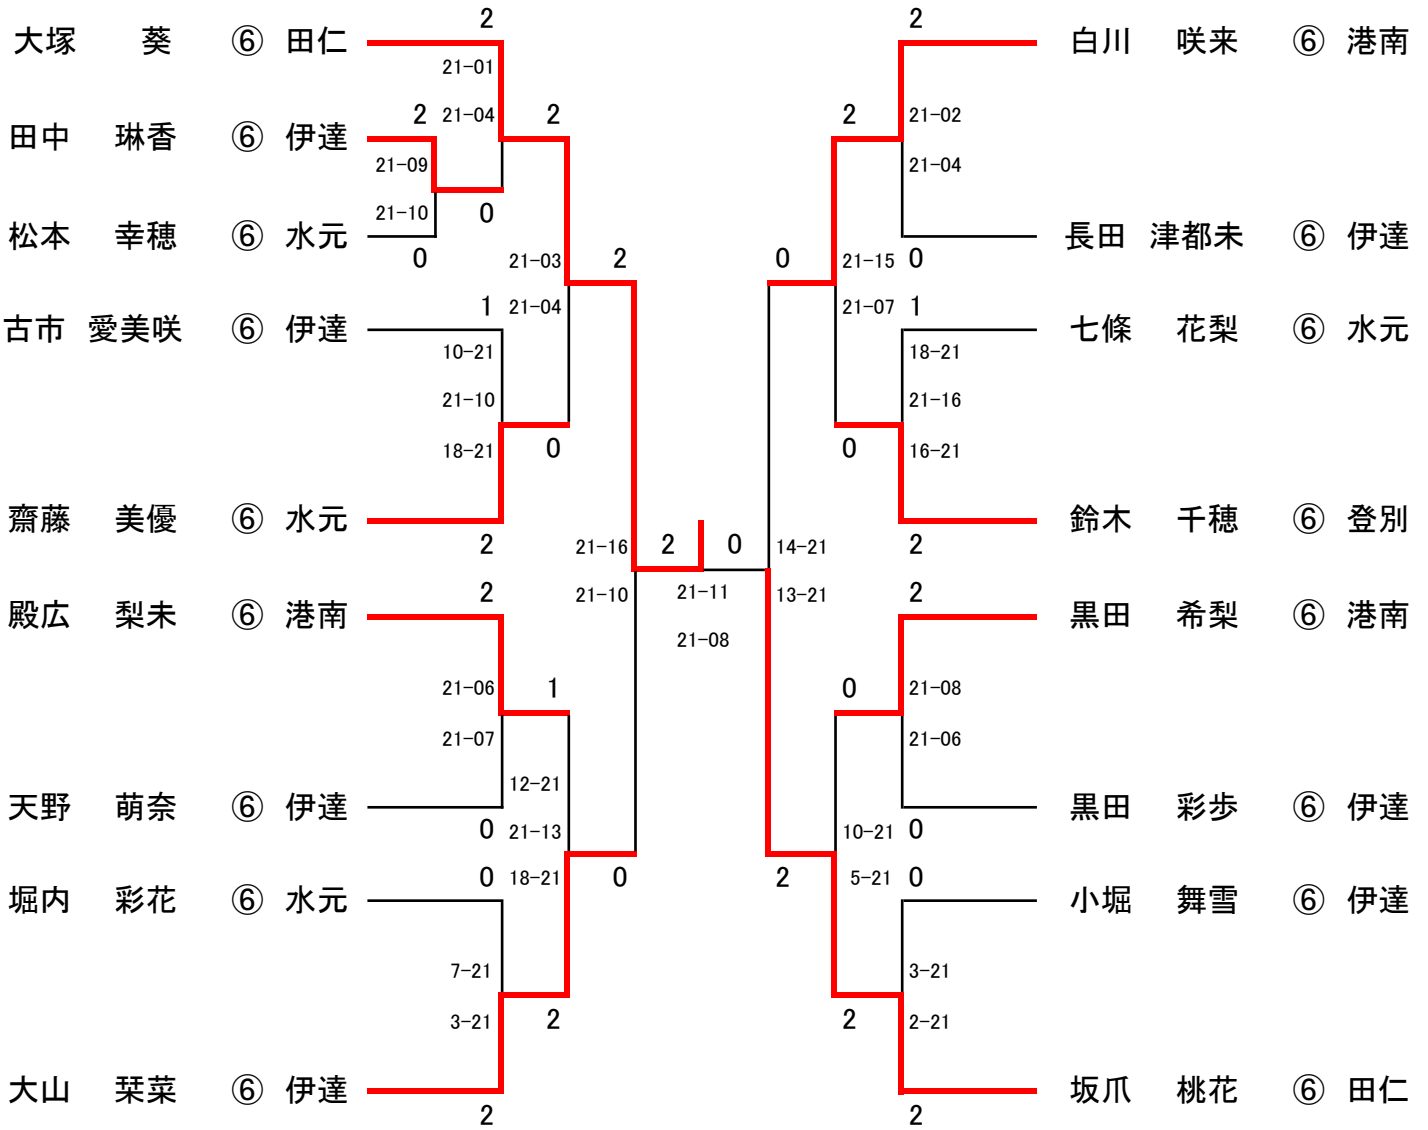 2 2
大塚 葵 ⑥ 田仁 白川 咲来 ⑥ 港南
21-01
2 21-04 2 2 21-02
田中 琳香 ⑥ 伊達
21-09 21-04
21-10 0
松本 幸穂 ⑥ 水元 長田 津都未 ⑥ 伊達
0 21-03 2 0 21-15 0
1 21-04 21-07 1
古市 愛美咲 ⑥ 伊達 七條 花梨 ⑥ 水元
10-21 18-21
21-10 21-16
18-21 0 0 16-21
齋藤 美優 ⑥ 水元 鈴木 千穂 ⑥ 登別
2 21-16 2 0 14-21 2
2 21-10 21-11 13-21 2
殿広 梨未 ⑥ 港南 黒田 希梨 ⑥ 港南
21-08
21-06 1 0 21-08
21-07 21-06
12-21
天野 萌奈 ⑥ 伊達 黒田 彩歩 ⑥ 伊達
0 21-13 10-21 0
0 18-21 0 2 5-21 0
堀内 彩花 ⑥ 水元 小堀 舞雪 ⑥ 伊達
7-21 3-21
3-21 2 2 2-21
大山 栞菜 ⑥ 伊達 坂爪 桃花 ⑥ 田仁
2 2